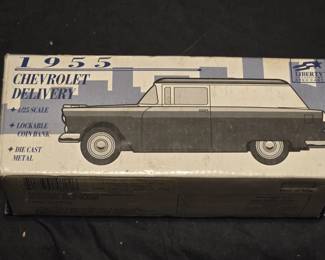 1955
CHEVROLET
DELIVERY
1/25 SCALE
LOCKABLE
COIN BANK
DIE CAST
METAL
LIBERTY